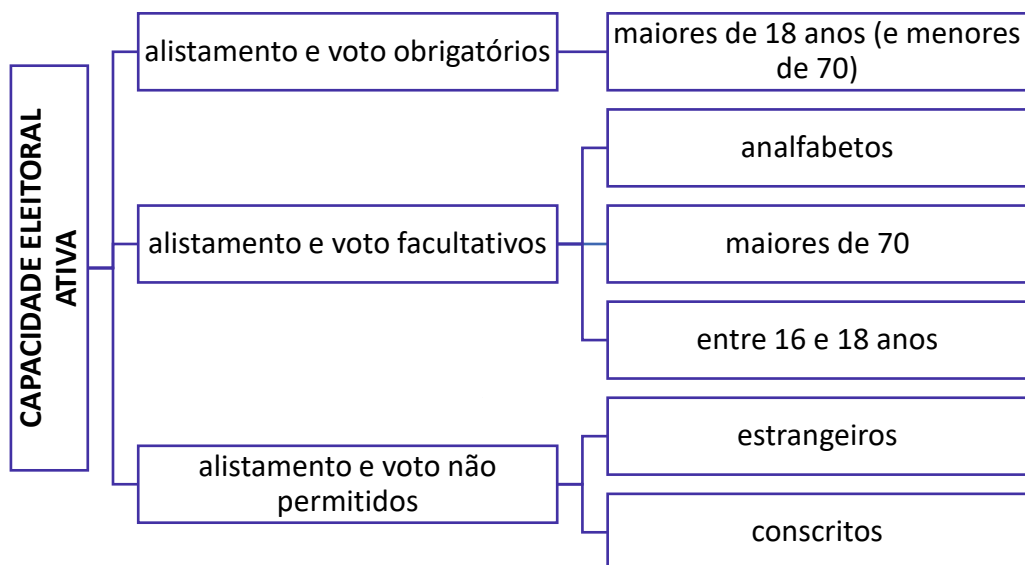 CAPACIDADE ELEITORAL
ATIVA
alistamento e voto obrigatórios
maiores de 18 anos (e menores
de 70)
alistamento e voto facultativos
analfabetos
maiores de 70
entre 16 e 18 anos
alistamento e voto não
permitidos
estrangeiros
conscritos